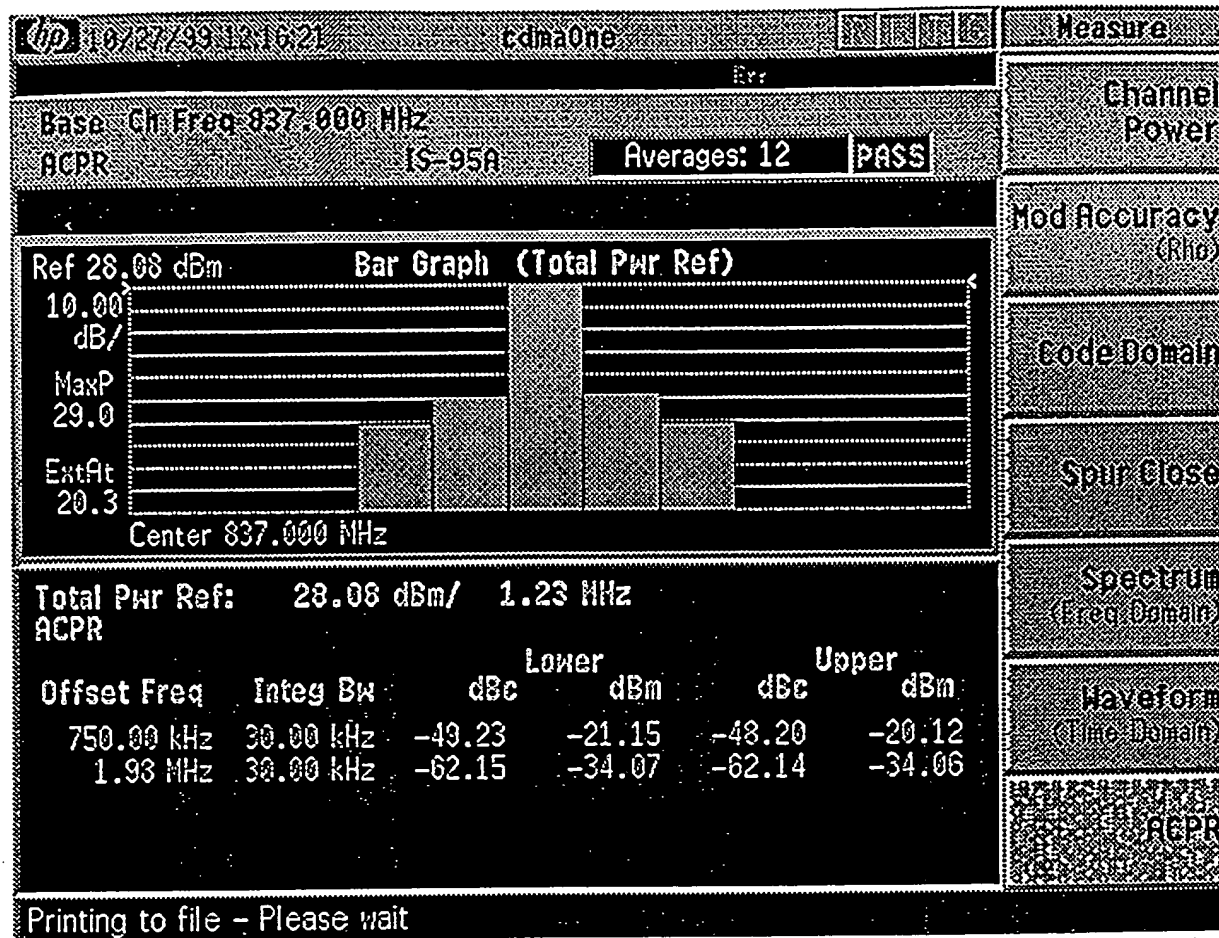 hp 10/27/99 12:16:21 cdmaOne
Measure
Err
Base Ch Freq 837.000 MHz
ACPR IS-95A Averages: 12 PASS
Channel
Power
Mod Accuracy
(Rho)
Code Domain
Spur Close
Spectrum
(Freq Domain)
Waveform
(Time Domain)
ACPR
Ref 28.08 dBm Bar Graph (Total Pwr Ref)
10.00
dB/
MaxP
29.0
ExtAt
20.3
Center 837.000 MHz
Total Pwr Ref: 28.08 dBm/ 1.23 MHz
ACPR
Lower Upper
Offset Freq Integ Bw dBc dBm dBc dBm
750.00 kHz 30.00 kHz -49.23 -21.15 -48.20 -20.12
1.98 MHz 30.00 kHz -62.15 -34.07 -62.14 -34.06
Printing to file - Please wait